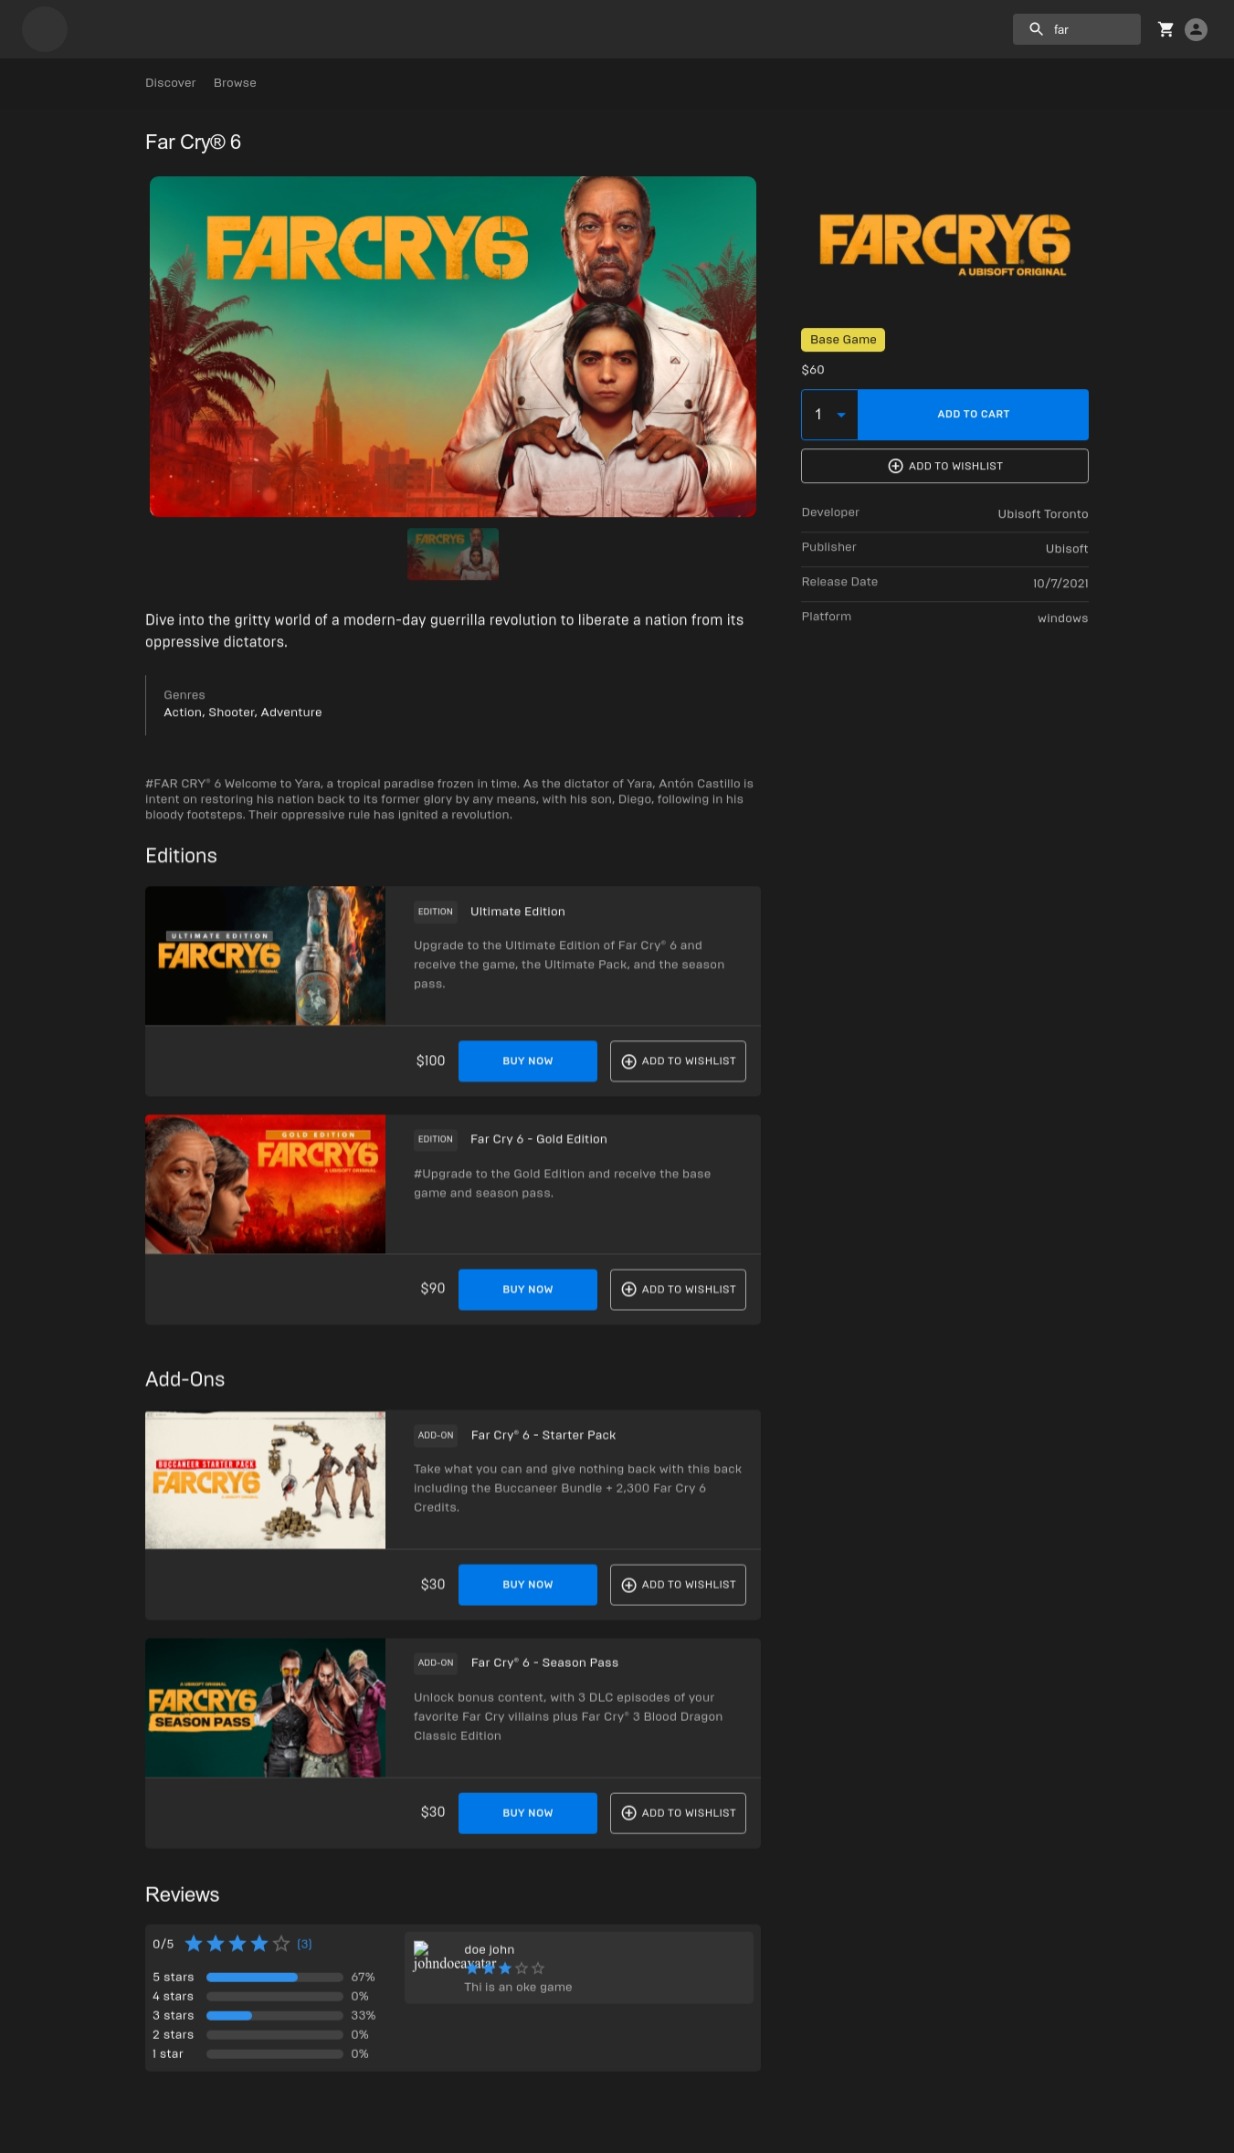 far
Discover Browse
Far Cry® 6
FARCRY6
FARCRY6
A UBISOFT ORIGINAL
Base Game
$60
1 ADD TO CART
ADD TO WISHLIST
Developer Ubisoft Toronto
Publisher Ubisoft
Release Date 10/7/2021
Platform windows
FARCRY6
Dive into the gritty world of a modern-day guerrilla revolution to liberate a nation from its
oppressive dictators.
Genres
Action, Shooter, Adventure
#FAR CRY® 6 Welcome to Yara, a tropical paradise frozen in time. As the dictator of Yara, Antón Castillo is
intent on restoring his nation back to its former glory by any means, with his son, Diego, following in his
bloody footsteps. Their oppressive rule has ignited a revolution.
Editions
ULTIMATE EDITION
FARCRY6
A UBISOFT ORIGINAL
EDITION Ultimate Edition
Upgrade to the Ultimate Edition of Far Cry® 6 and
receive the game, the Ultimate Pack, and the season
pass.
$100 BUY NOW ADD TO WISHLIST
GOLD EDITION
FARCRY6
A UBISOFT ORIGINAL
EDITION Far Cry 6 - Gold Edition
#Upgrade to the Gold Edition and receive the base
game and season pass.
$90 BUY NOW ADD TO WISHLIST
Add-Ons
BUCCANEER STARTER PACK
FARCRY6
A UBISOFT ORIGINAL
ADD-ON Far Cry® 6 - Starter Pack
Take what you can and give nothing back with this back
including the Buccaneer Bundle + 2,300 Far Cry 6
Credits.
$30 BUY NOW ADD TO WISHLIST
A UBISOFT ORIGINAL
FARCRY6
SEASON PASS
ADD-ON Far Cry® 6 - Season Pass
Unlock bonus content, with 3 DLC episodes of your
favorite Far Cry villains plus Far Cry® 3 Blood Dragon
Classic Edition
$30 BUY NOW ADD TO WISHLIST
Reviews
0/5 (3)
5 stars 67%
4 stars 0%
3 stars 33%
2 stars 0%
1 star 0%
johndoeavatar
doe john
Thi is an oke game